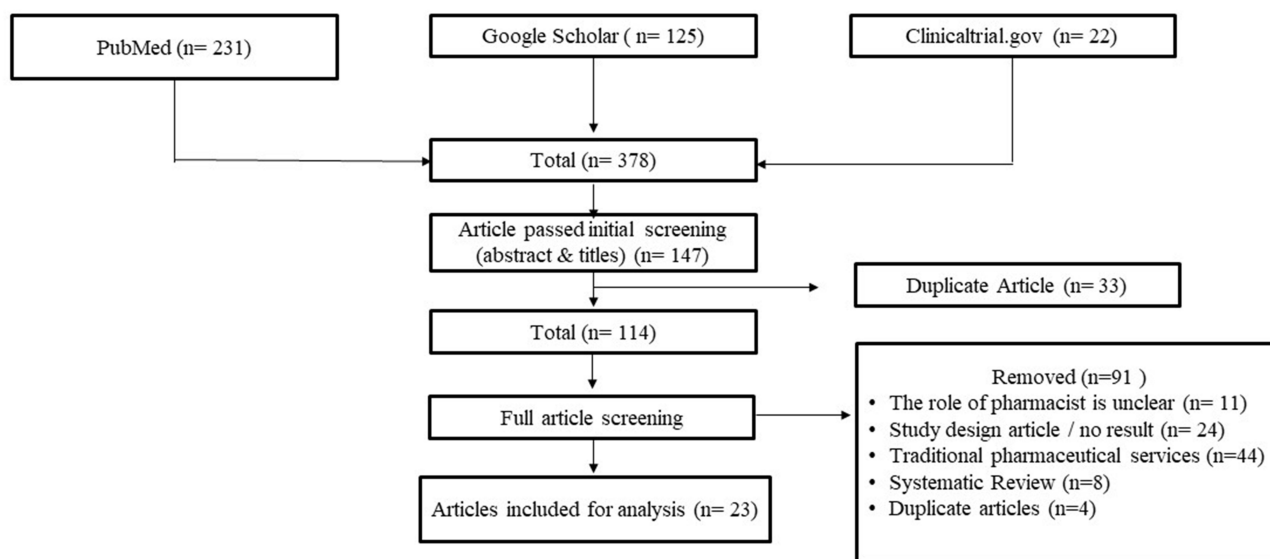 PubMed (n= 231)
Google Scholar ( n= 125)
Clinicaltrial.gov (n= 22)
Total (n= 378)
Article passed initial screening
(abstract & titles) (n= 147)
Duplicate Article (n= 33)
Total (n= 114)
Full article screening
Removed (n=91 )
• The role of pharmacist is unclear (n= 11)
• Study design article / no result (n= 24)
• Traditional pharmaceutical services (n=44)
• Systematic Review (n=8)
• Duplicate articles (n=4)
Articles included for analysis (n= 23)